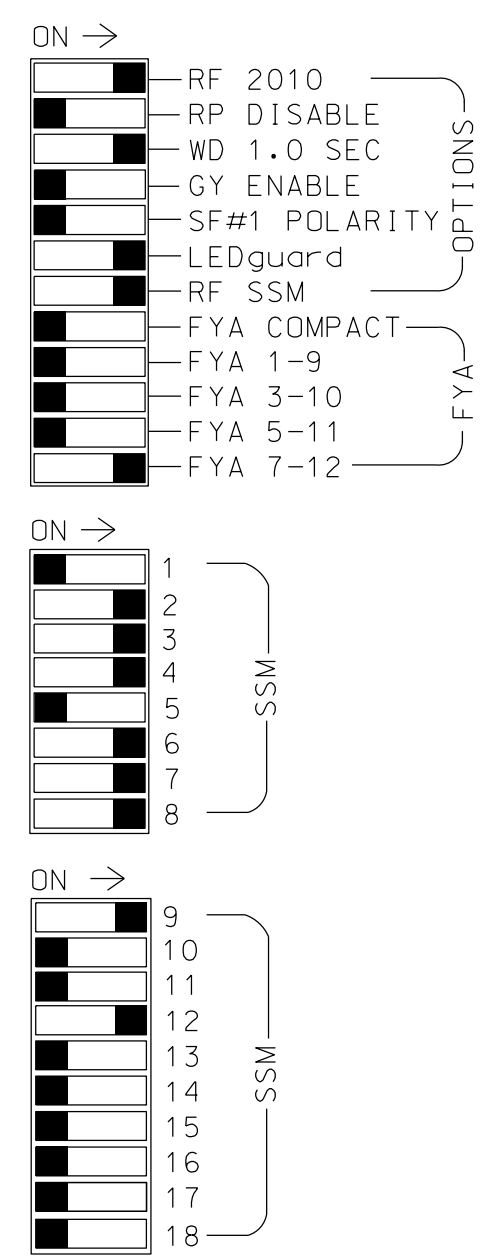 ON →
RF 2010
RP DISABLE
WD 1.0 SEC
GY ENABLE
SF#1 POLARITY
LEDguard
RF SSM
OPTIONS
FYA COMPACT
FYA 1-9
FYA 3-10
FYA 5-11
FYA 7-12
FYA
ON →
1
2
3
4
5
6
7
8
SSM
ON →
9
10
11
12
13
14
15
16
17
18
SSM